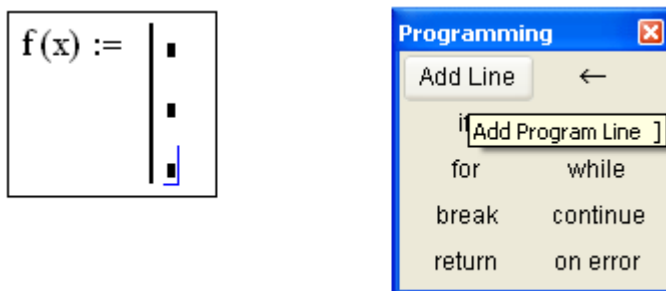 f(x) :=
Programming
Add Line ←
Add Program Line ]
for while
break continue
return on error